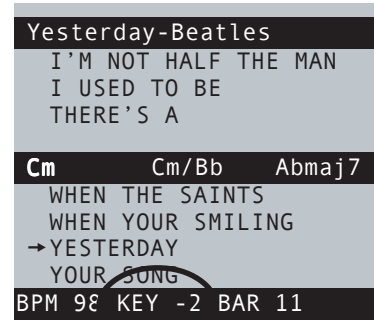 Yesterday-Beatles
I'M NOT HALF THE MAN
I USED TO BE
THERE'S A
Cm Cm/Bb Abmaj7
WHEN THE SAINTS
WHEN YOUR SMILING
→YESTERDAY
YOUR SONG
BPM 98 KEY -2 BAR 11